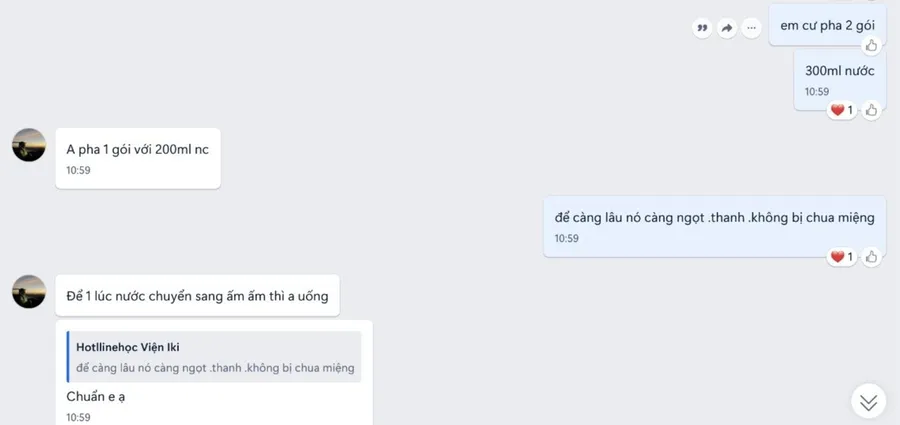 em cư pha 2 gói
300ml nước
10:59
1
A pha 1 gói với 200ml nc
10:59
để càng lâu nó càng ngọt .thanh .không bị chua miệng
10:59
1
Để 1 lúc nước chuyển sang ấm ấm thì a uống
Hotllinehọc Viện Iki
để càng lâu nó càng ngọt .thanh .không bị chua miệng
Chuẩn e ạ
10:59